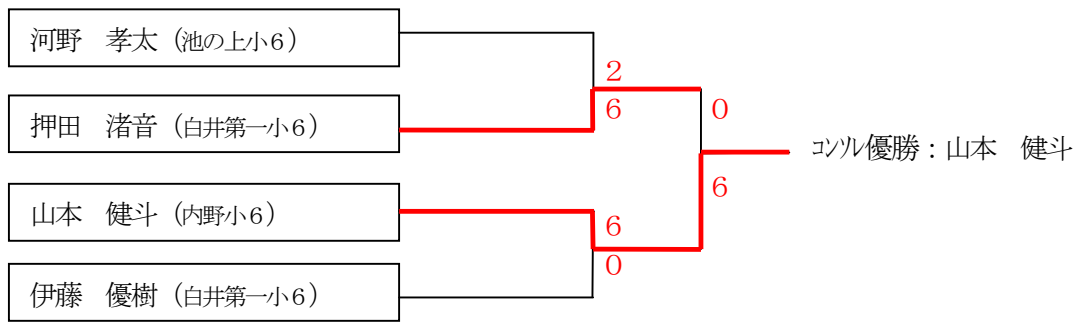 河野　孝太（池の上小６）
２
６
押田　渚音（白井第一小６）
０
ｺﾝｿﾚ優勝：山本　健斗
６
山本　健斗（内野小６）
６
０
伊藤　優樹（白井第一小６）